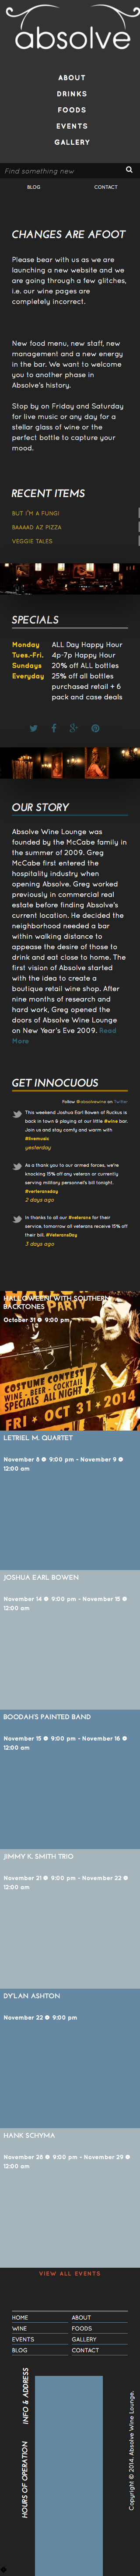 absolve
ABOUT
DRINKS
FOODS
EVENTS
GALLERY
Find something new
BLOG CONTACT
CHANGES ARE AFOOT
Please bear with us as we
launching a new website and we
are going through a few glitches,
i.e. our wine pages are
completely incorrect.
New food menu, new staff, new
management and a new energy
in the bar. We want to welcome
you to another phase in
Absolve's history.
Stop by on Friday and Saturday
for live music or any day for a
stellar glass of wine or the
perfect bottle to capture your
mood.
RECENT ITEMS
BUT I'M A FUNGI
BAAAAD AZ PIZZA
VEGGIE TALES
SPECIALS
Monday ALL Day Happy Hour
Tues.-Fri. 4p-7p Happy Hour
Sundays 20% off ALL bottles
Everyday 25% off all bottles
purchased retail + 6
pack and case deals
OUR STORY
Absolve Wine Lounge was
founded by the McCabe family in
the summer of 2009. Greg
McCabe first entered the
hospitality industry when
opening Absolve. Greg worked
previously in commercial real
estate before finding Absolve's
current location. He decided the
neighborhood needed a bar
within walking distance to
appease the desire of those to
drink and get close to home. The
first vision of Absolve started
with the idea to create a
boutique retail wine shop. After
nine months of research and
hard work, Greg opened the
doors of Absolve Wine Lounge
on New Year's Eve 2009. Read
More
GET INNOCUOUS
Follow @absolvewine on Twitter
This weekend Joshua Earl Bowen of Ruckus is
back in town & playing at our little #wine bar.
Join us and stay comfy and warm with
#livemusic
yesterday
As a thank you to our armed forces, we're
knocking 15% off any veteran or currently
serving military personnel's bill tonight.
#verteransday
2 days ago
In thanks to all our #veterans for their
service, tomorrow all veterans receive 15% off
their bill. #VeteransDay
3 days ago
HALLOWEEN! WITH SOUTHERN
BACKTONES
October 31 @ 9:00 pm
PARTY
COSTUME CONTEST
WINE - BEER - COCKTAILS
FRI OCT 31 + 2014
LETRIEL M. QUARTET
November 8 @ 9:00 pm - November 9 @
12:00 am
JOSHUA EARL BOWEN
November 14 @ 9:00 pm - November 15 @
12:00 am
BOODAH'S PAINTED BAND
November 15 @ 9:00 pm - November 16 @
12:00 am
JIMMY K. SMITH TRIO
November 21 @ 9:00 pm - November 22 @
12:00 am
DY'LAN ASHTON
November 22 @ 9:00 pm
HANK SCHYMA
November 28 @ 9:00 pm - November 29 @
12:00 am
VIEW ALL EVENTS
HOME ABOUT
WINE FOODS
EVENTS GALLERY
BLOG CONTACT
INFO & ADDRESS
HOURS OF OPERATION
Copyright © 2014. Absolve Wine Lounge.